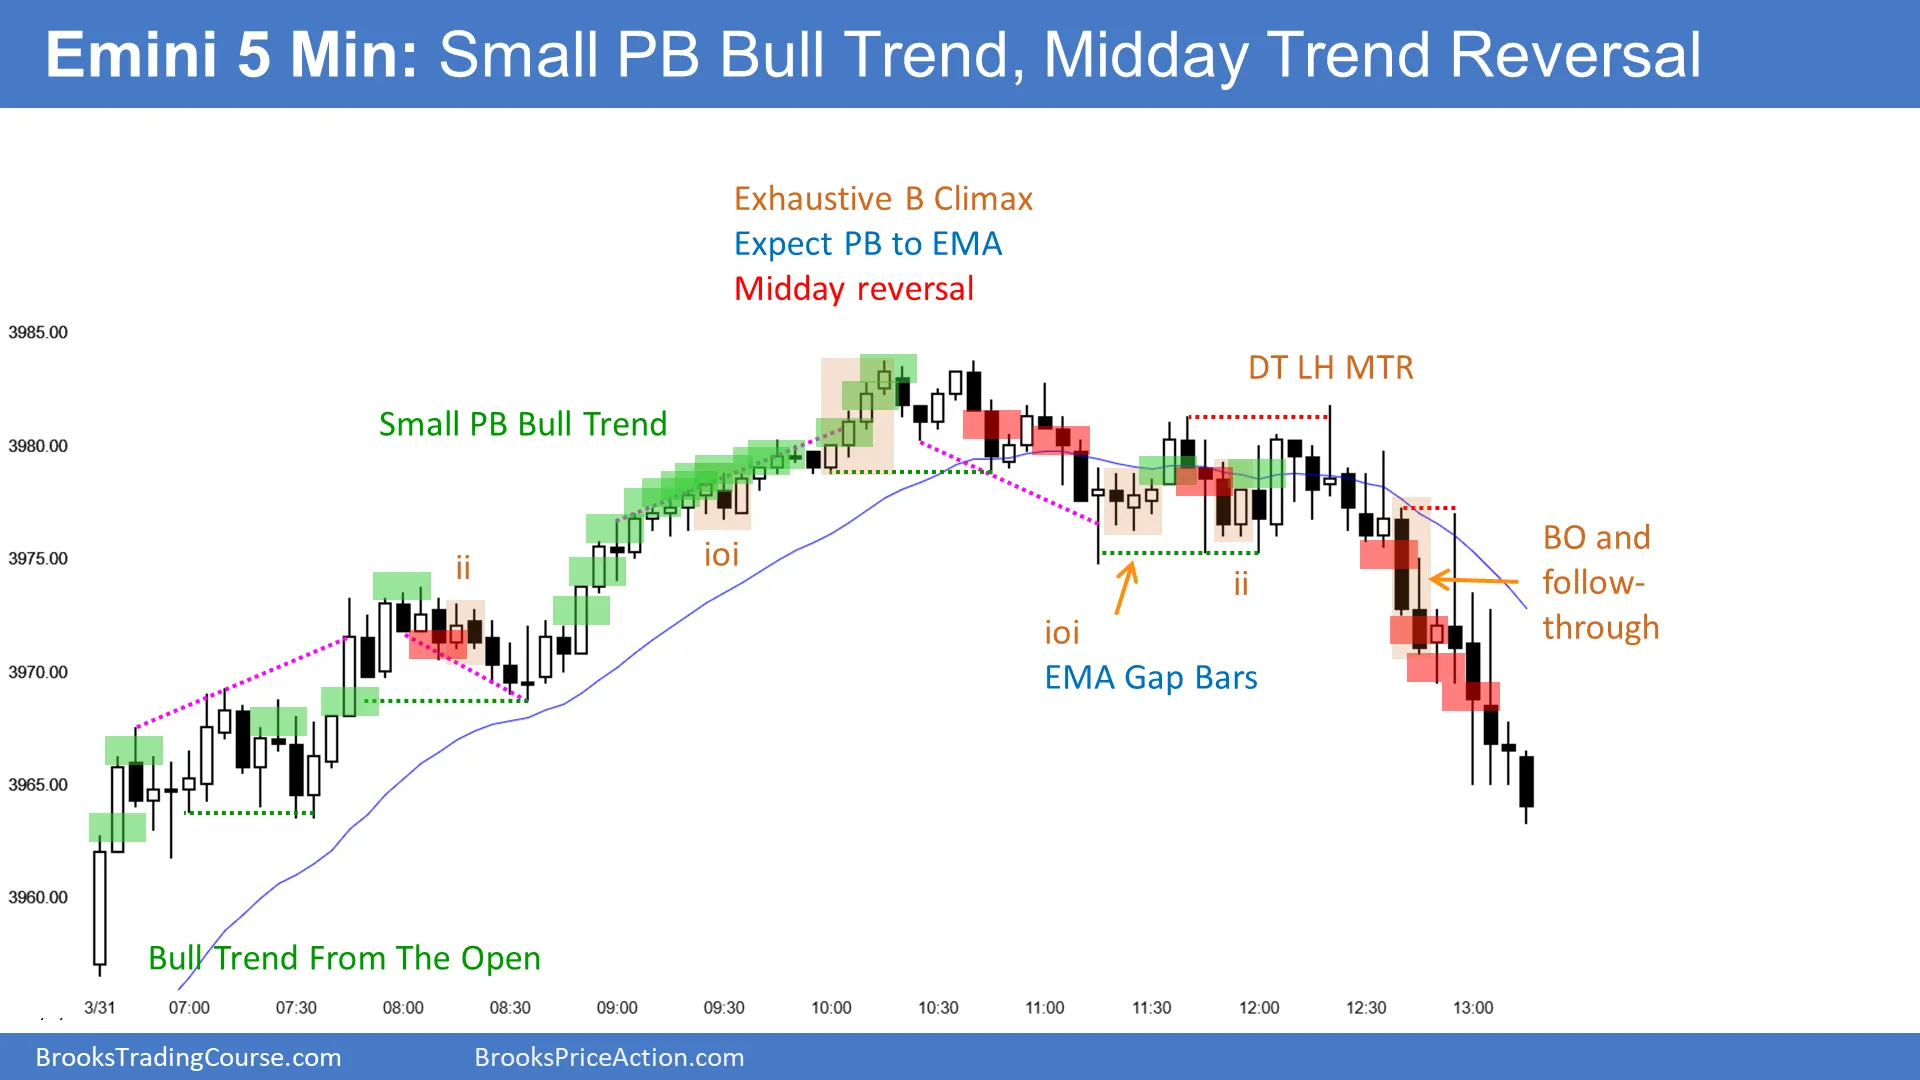 Emini 5 Min: Small PB Bull Trend, Midday Trend Reversal
Exhaustive B Climax
Expect PB to EMA
Midday reversal
3985.00
DT LH MTR
Small PB Bull Trend
3980.00
ioi
ii
3975.00
BO and
follow-
through
ii
ioi
EMA Gap Bars
3970.00
3965.00
3960.00
Bull Trend From The Open
3/31 07:00 07:30 08:00 08:30 09:00 09:30 10:00 10:30 11:00 11:30 12:00 12:30 13:00
BrooksTradingCourse.com
BrooksPriceAction.com